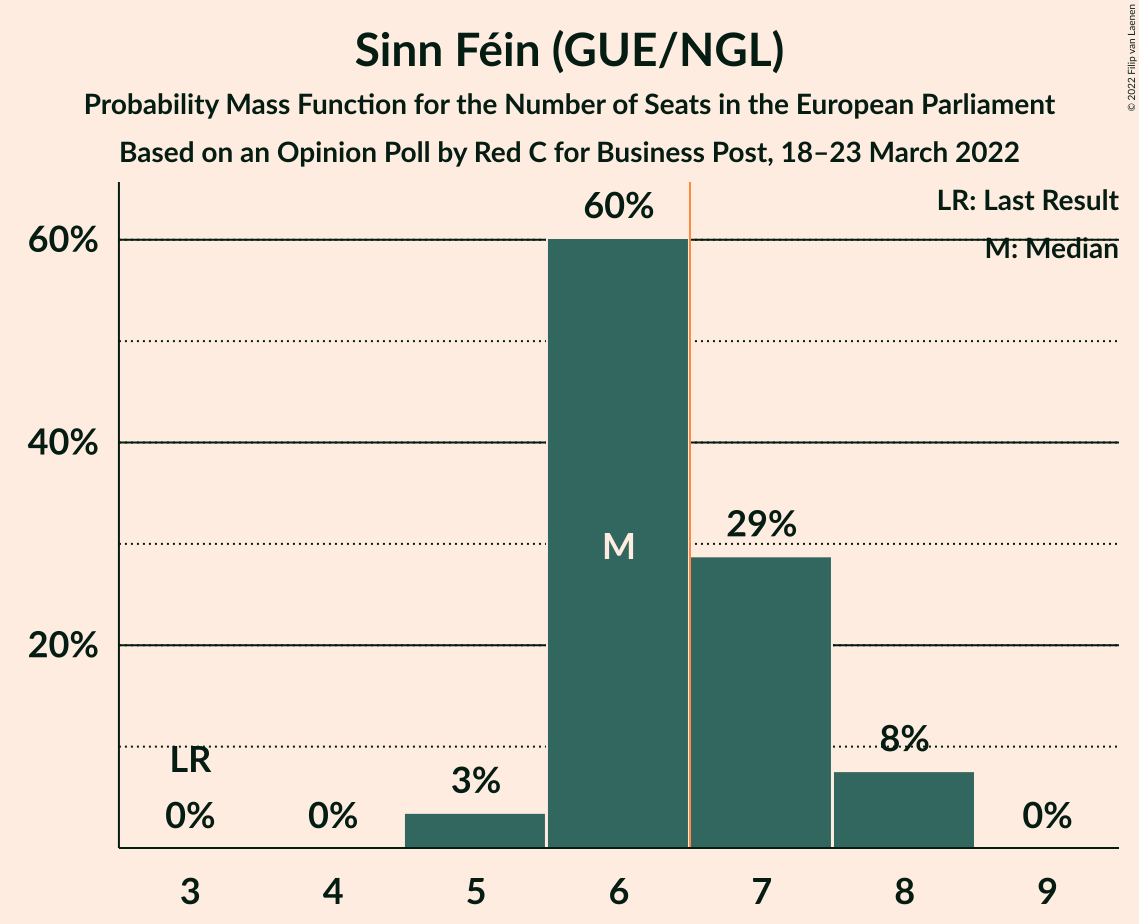 Sinn Féin (GUE/NGL)
Probability Mass Function for the Number of Seats in the European Parliament
Based on an Opinion Poll by Red C for Business Post, 18–23 March 2022
© 2022 Filip van Laenen
LR: Last Result
M: Median
60%
40%
20%
60%
M
29%
8%
3%
LR
0%
0%
0%
3
4
5
6
7
8
9